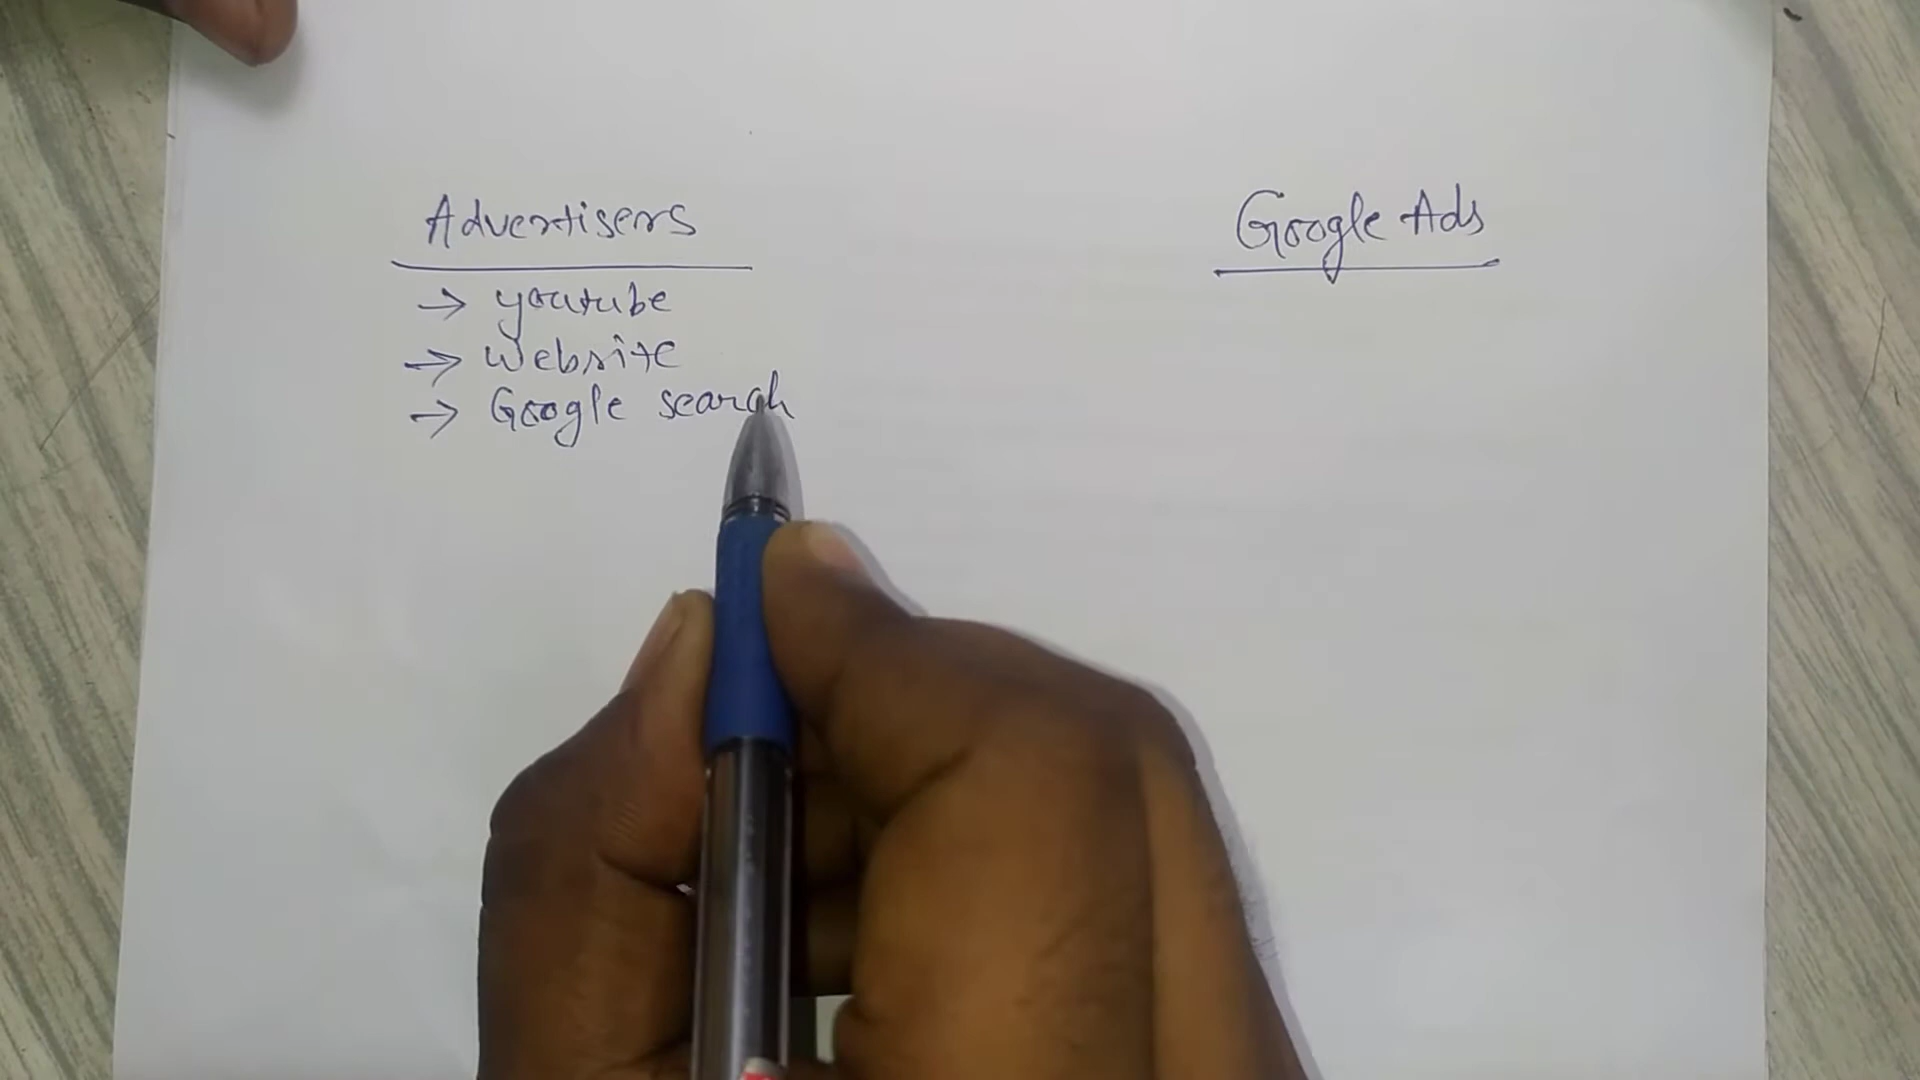 Advertisers
Google Ads
→ youtube
→ Website
→ Google search